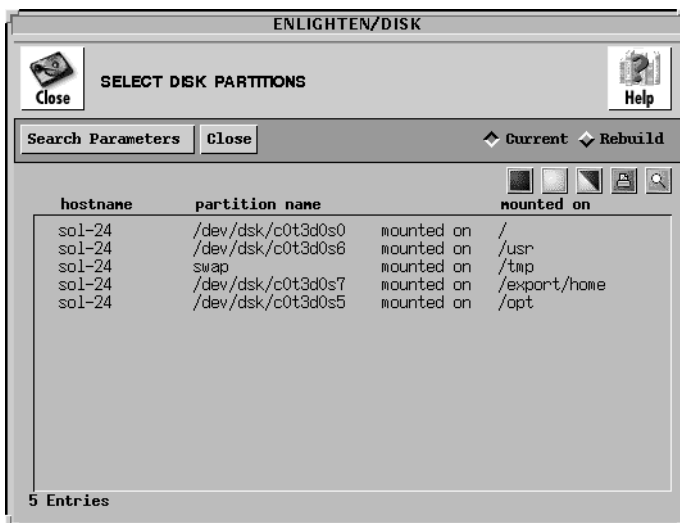 ENLIGHTEN/DISK
Close
SELECT DISK PARTITIONS
Help
Search Parameters Close Current Rebuild
hostname partition name mounted on
sol-24 /dev/dsk/c0t3d0s0 mounted on /
sol-24 /dev/dsk/c0t3d0s6 mounted on /usr
sol-24 swap mounted on /tmp
sol-24 /dev/dsk/c0t3d0s7 mounted on /export/home
sol-24 /dev/dsk/c0t3d0s5 mounted on /opt
5 Entries